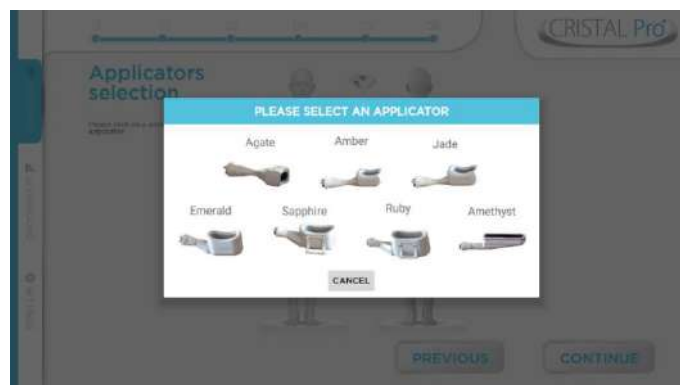 CRISTAL Pro
Applicators
selection
PLEASE SELECT AN APPLICATOR
Agate
Amber
Jade
Emerald
Sapphire
Ruby
Amethyst
CANCEL
PREVIOUS
CONTINUE